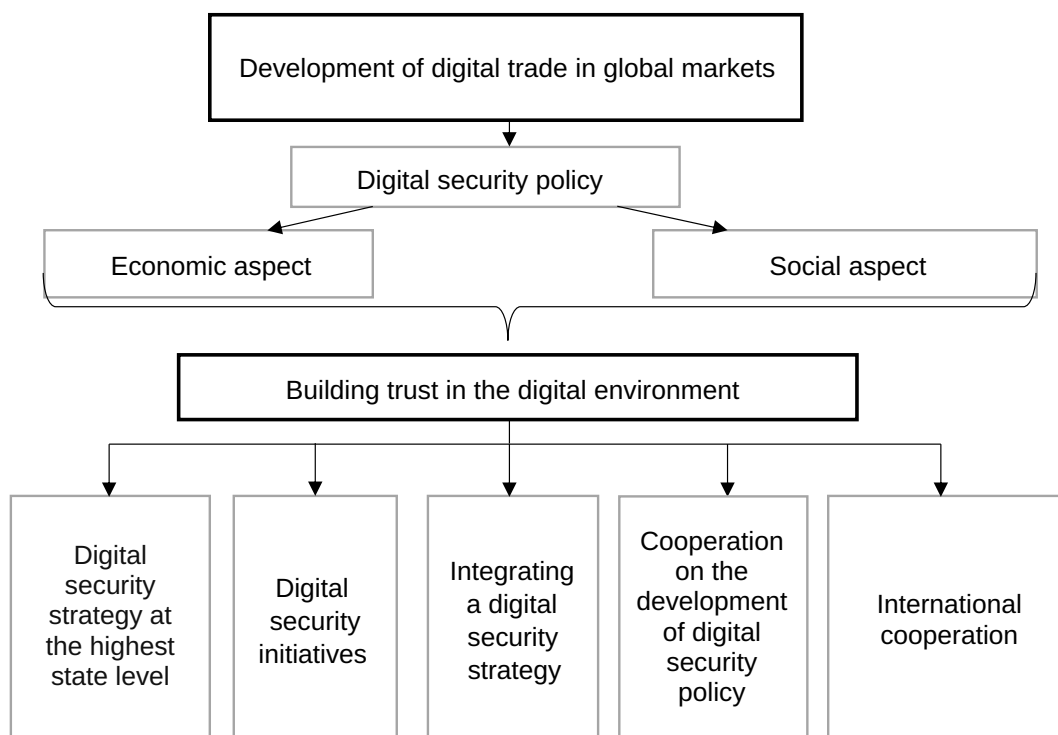 Development of digital trade in global markets
Digital security policy
Economic aspect
Social aspect
Building trust in the digital environment
Digital
security
strategy at
the highest
state level
Digital
security
initiatives
Integrating
a digital
security
strategy
Cooperation
on the
development
of digital
security
policy
International
cooperation